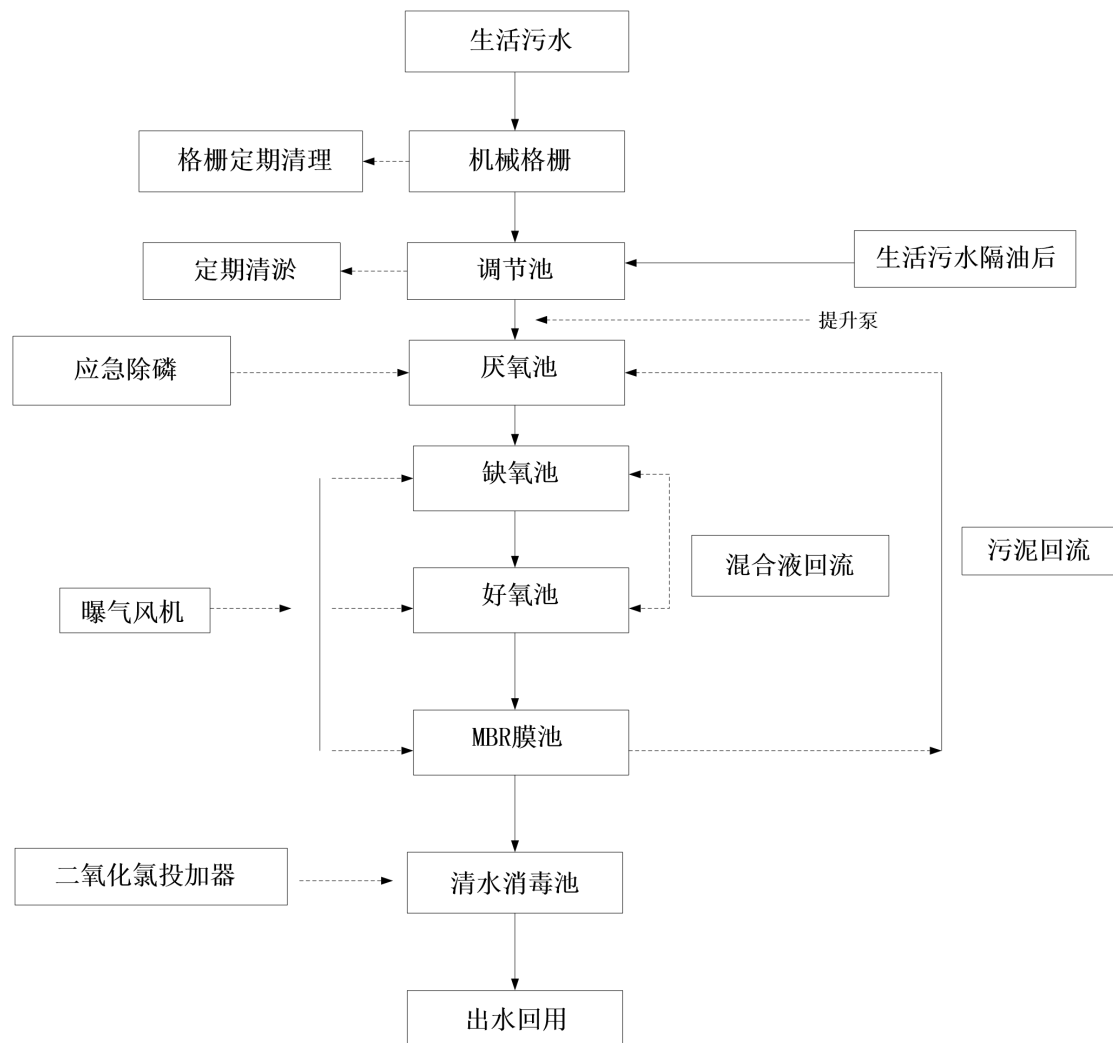 生活污水
格栅定期清理
机械格栅
定期清淤
调节池
生活污水隔油后
提升泵
应急除磷
厌氧池
缺氧池
混合液回流
污泥回流
曝气风机
好氧池
MBR膜池
二氧化氯投加器
清水消毒池
出水回用